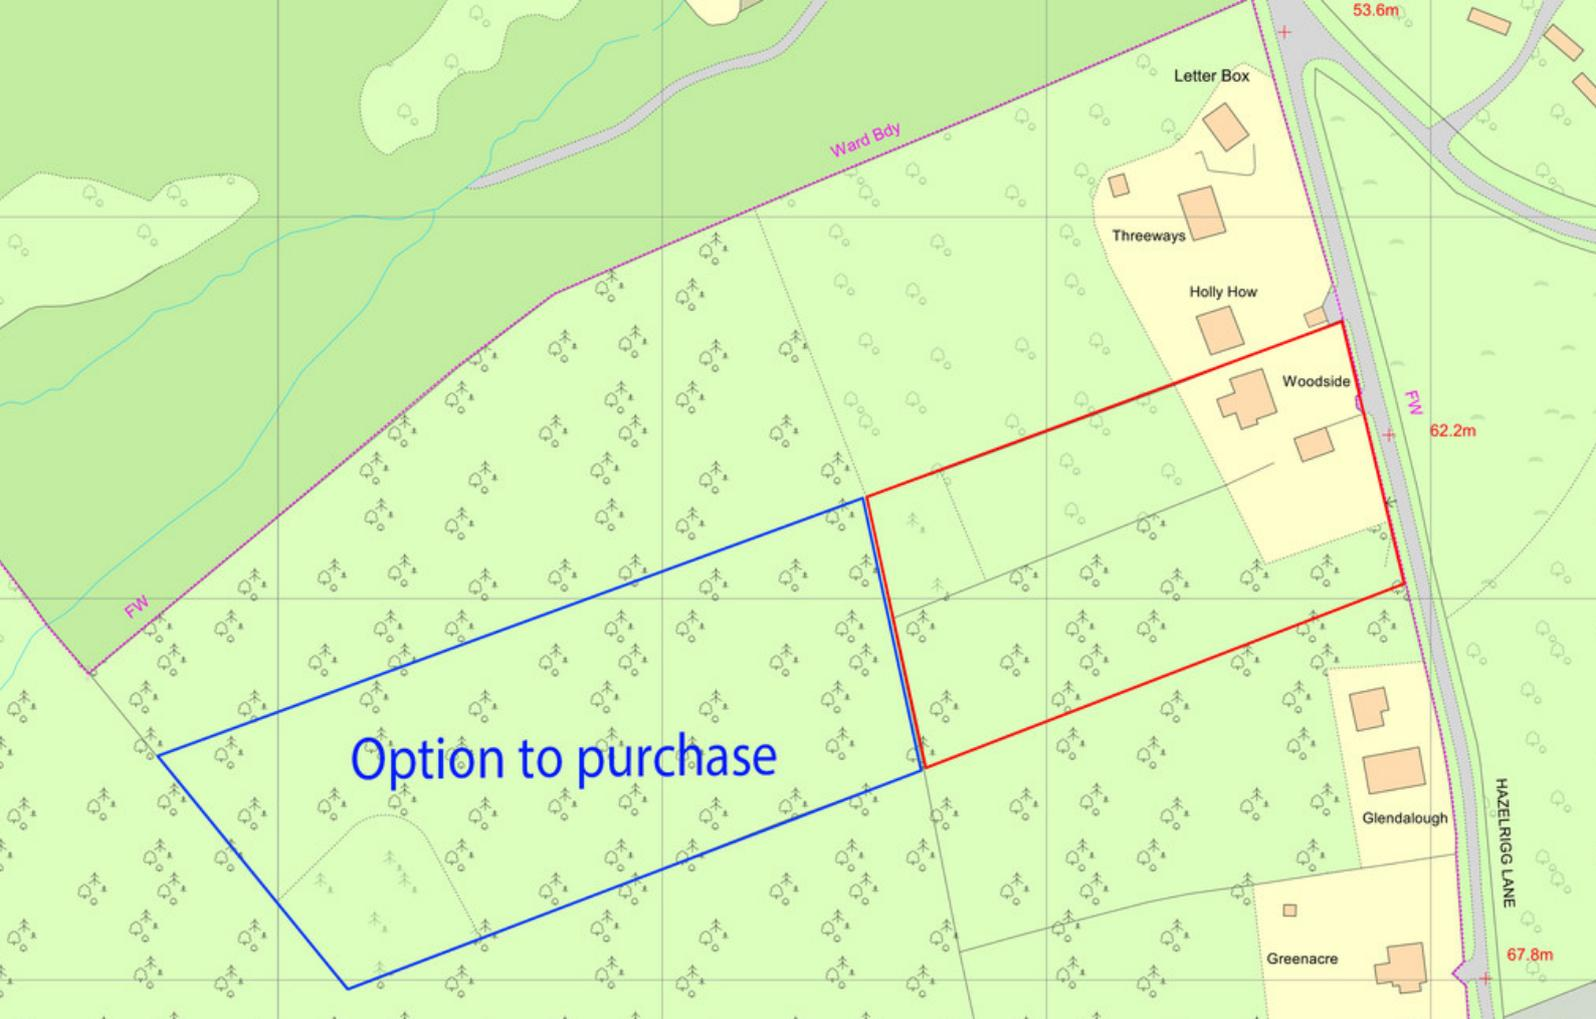 53.6m
Letter Box
Ward Bdy
Threeways
Holly How
Woodside
FW
62.2m
FW
Option to purchase
HAZELRIGG LANE
Glendalough
Greenacre
67.8m